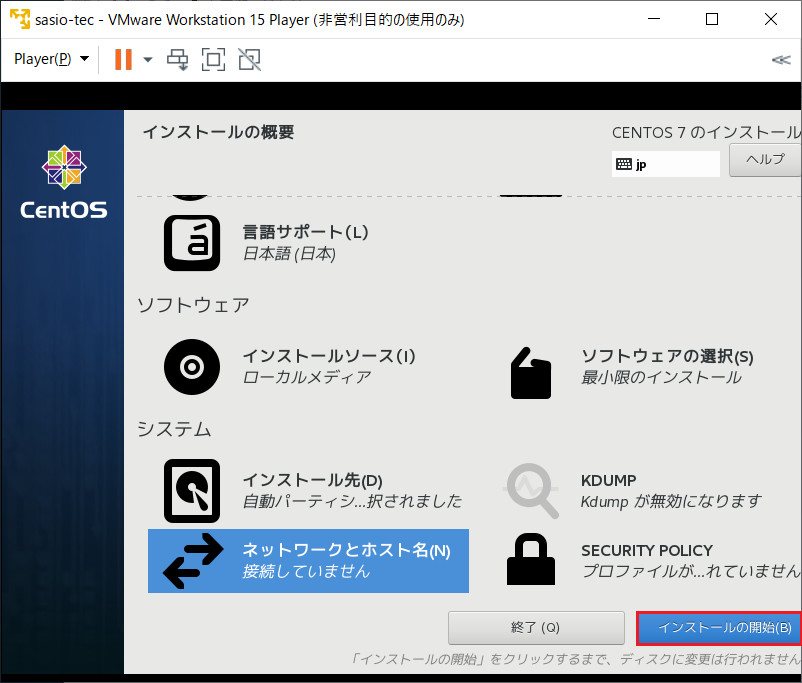 sasio-tec - VMware Workstation 15 Player (非営利目的の使用のみ)
Player(P)
インストールの概要
CENTOS 7 のインストール
jp
ヘルプ
CentOS
言語サポート(L)
日本語 (日本)
ソフトウェア
インストールソース(I)
ローカルメディア
ソフトウェアの選択(S)
最小限のインストール
システム
インストール先(D)
自動パーティシ...択されました
KDUMP
Kdump が無効になります
ネットワークとホスト名(N)
接続していません
SECURITY POLICY
プロファイルが...れていません
終了 (Q)
インストールの開始(B)
「インストールの開始」をクリックするまで、ディスクに変更は行われません